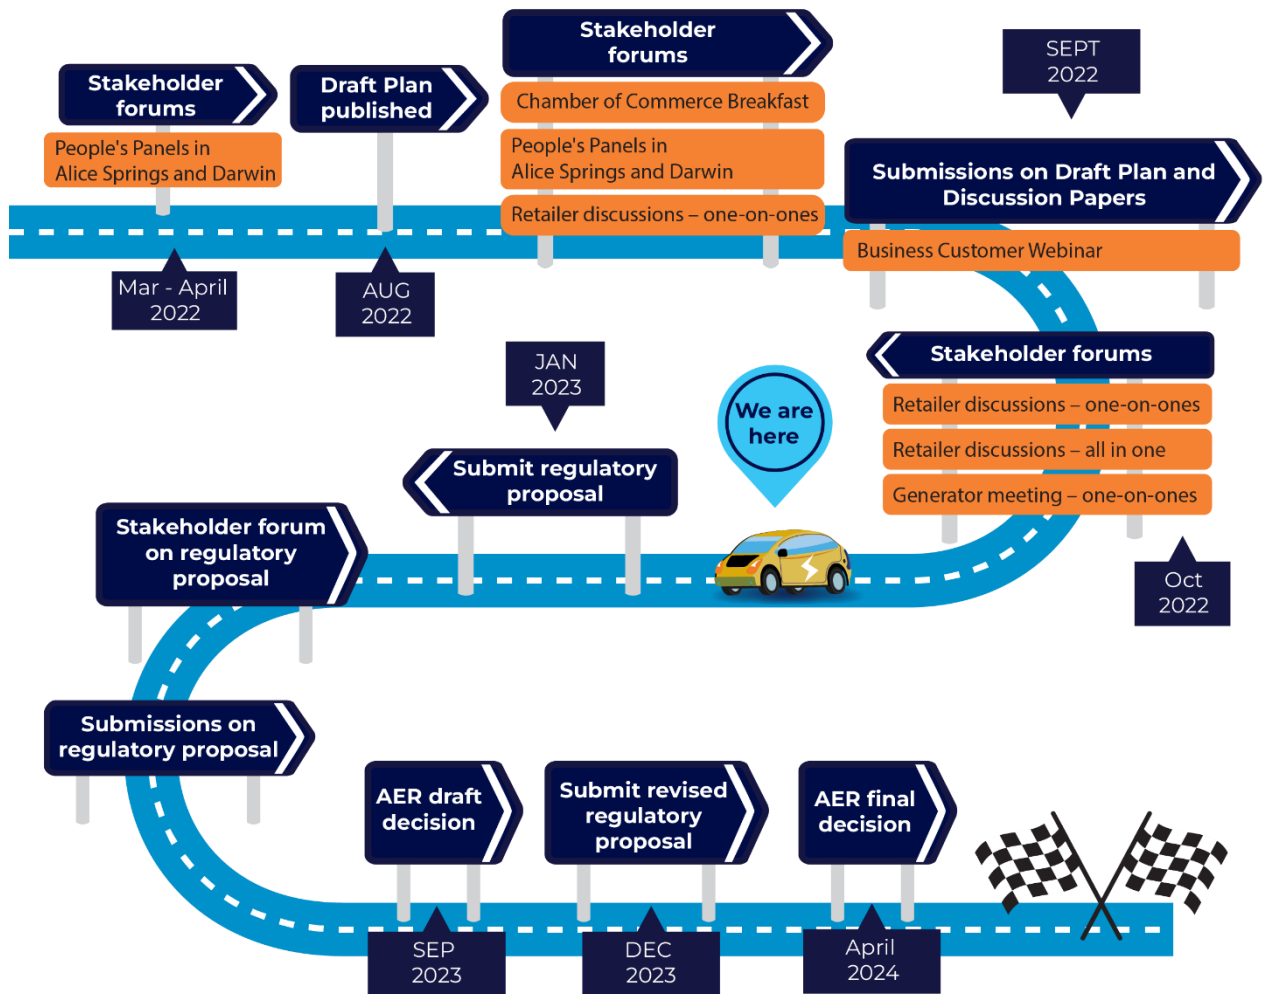 Stakeholder
forums
People's Panels in
Alice Springs and Darwin
Mar - April
2022
Draft Plan
published
AUG
2022
Stakeholder
forums
Chamber of Commerce Breakfast
People's Panels in
Alice Springs and Darwin
Retailer discussions – one-on-ones
SEPT
2022
Submissions on Draft Plan and
Discussion Papers
Business Customer Webinar
Stakeholder forums
Retailer discussions – one-on-ones
Retailer discussions – all in one
Generator meeting – one-on-ones
Oct
2022
We are
here
JAN
2023
Submit regulatory
proposal
Stakeholder forum
on regulatory
proposal
Submissions on
regulatory proposal
AER draft
decision
SEP
2023
Submit revised
regulatory
proposal
DEC
2023
AER final
decision
April
2024